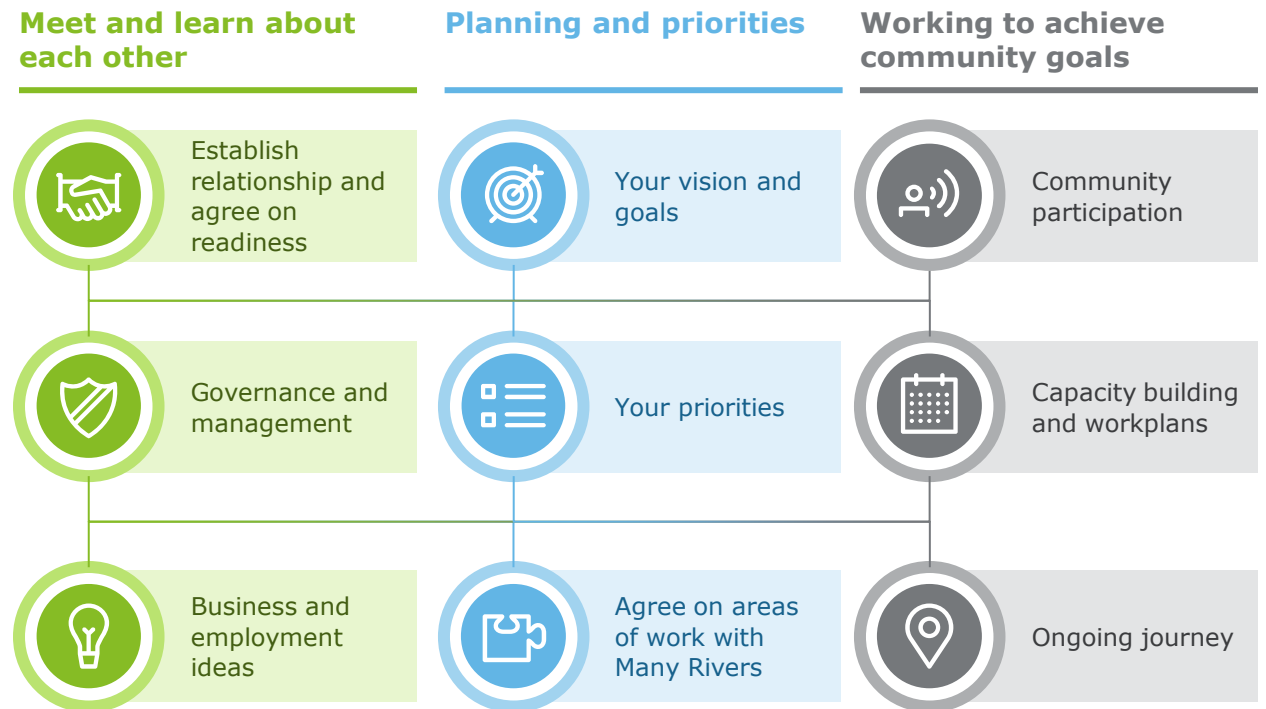 Meet and learn about
each other
Establish
relationship and
agree on
readiness
Governance and
management
Business and
employment
ideas
Planning and priorities
Your vision and
goals
Your priorities
Agree on areas
of work with
Many Rivers
Working to achieve
community goals
Community
participation
Capacity building
and workplans
Ongoing journey